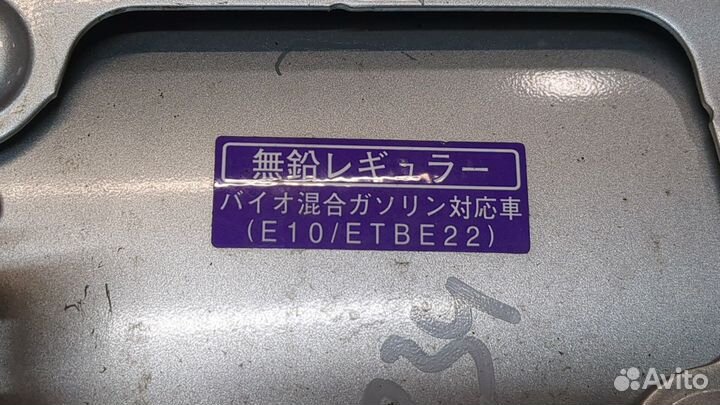 無鉛レギュラー
バイオ混合ガソリン対応車
(E10/ETBE22)
Avito